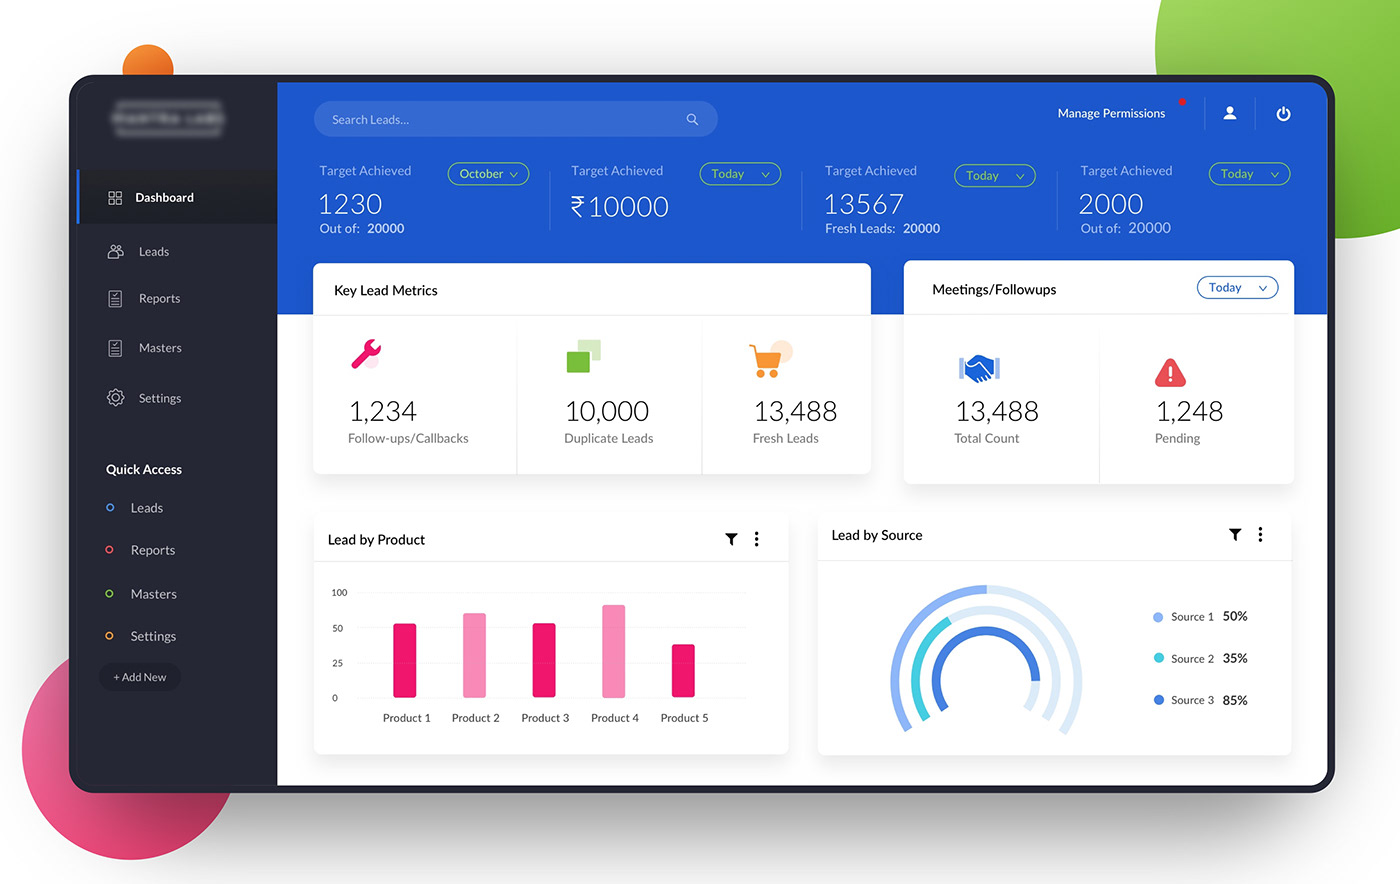 Search Leads...
Manage Permissions
Dashboard
Leads
Reports
Masters
Settings
Quick Access
Leads
Reports
Masters
Settings
+ Add New
Target Achieved
October
1230
Out of: 20000
Target Achieved
Today
₹10000
Target Achieved
Today
13567
Fresh Leads: 20000
Target Achieved
Today
2000
Out of: 20000
Key Lead Metrics
1,234
Follow-ups/Callbacks
10,000
Duplicate Leads
13,488
Fresh Leads
Meetings/Followups
Today
13,488
Total Count
1,248
Pending
Lead by Product
100
50
25
0
Product 1 Product 2 Product 3 Product 4 Product 5
Lead by Source
Source 1 50%
Source 2 35%
Source 3 85%